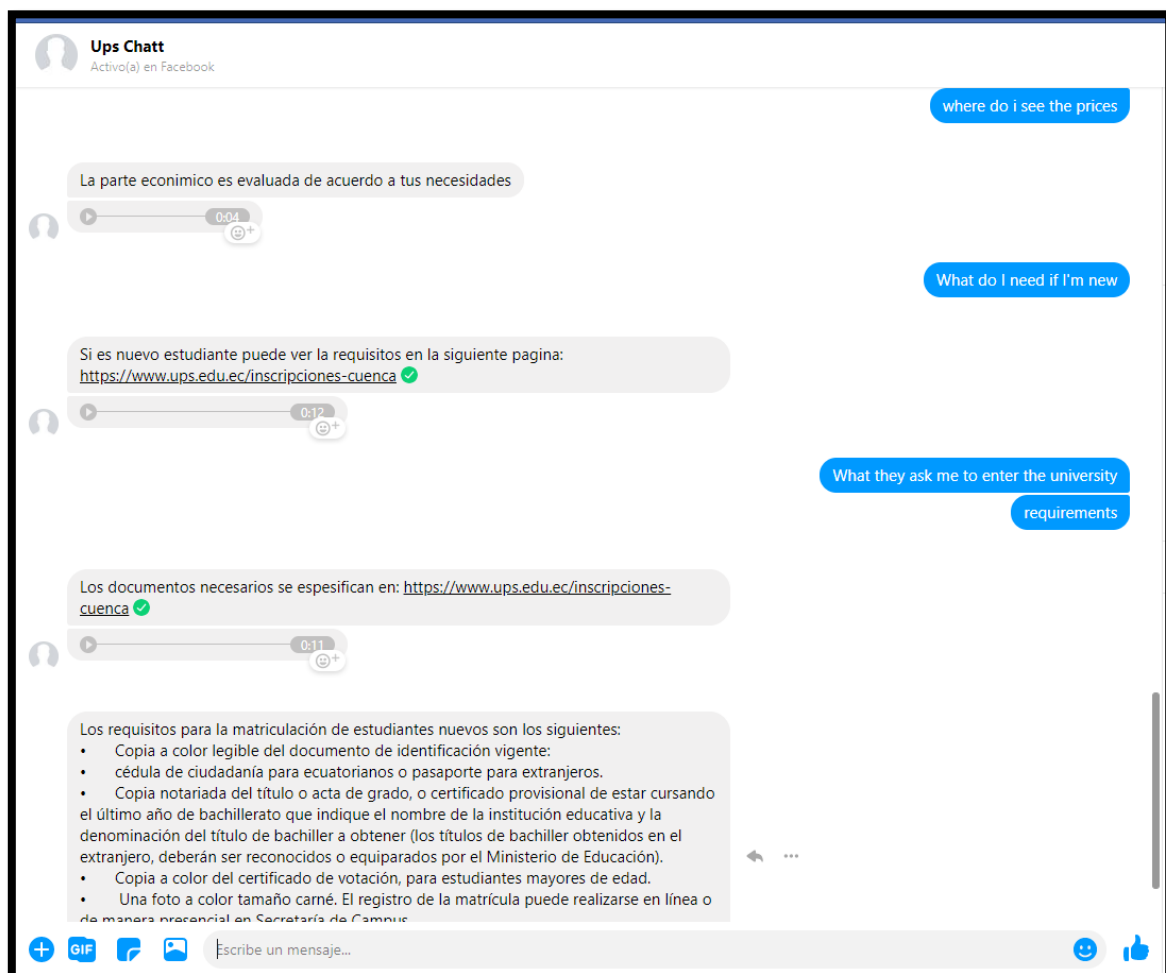 Ups Chatt
Activo(a) en Facebook
where do i see the prices
La parte econimico es evaluada de acuerdo a tus necesidades
0:04
What do I need if I'm new
Si es nuevo estudiante puede ver la requisitos en la siguiente pagina:
https://www.ups.edu.ec/inscripciones-cuenca
0:12
What they ask me to enter the university
requirements
Los documentos necesarios se espesifican en: https://www.ups.edu.ec/inscripciones-
cuenca
0:11
Los requisitos para la matriculación de estudiantes nuevos son los siguientes:
• Copia a color legible del documento de identificación vigente:
• cédula de ciudadanía para ecuatorianos o pasaporte para extranjeros.
• Copia notariada del título o acta de grado, o certificado provisional de estar cursando
el último año de bachillerato que indique el nombre de la institución educativa y la
denominación del título de bachiller a obtener (los títulos de bachiller obtenidos en el
extranjero, deberán ser reconocidos o equiparados por el Ministerio de Educación).
• Copia a color del certificado de votación, para estudiantes mayores de edad.
• Una foto a color tamaño carné. El registro de la matrícula puede realizarse en línea o
de manera presencial en Secretaría de Campus
GIF
Escribe un mensaje...